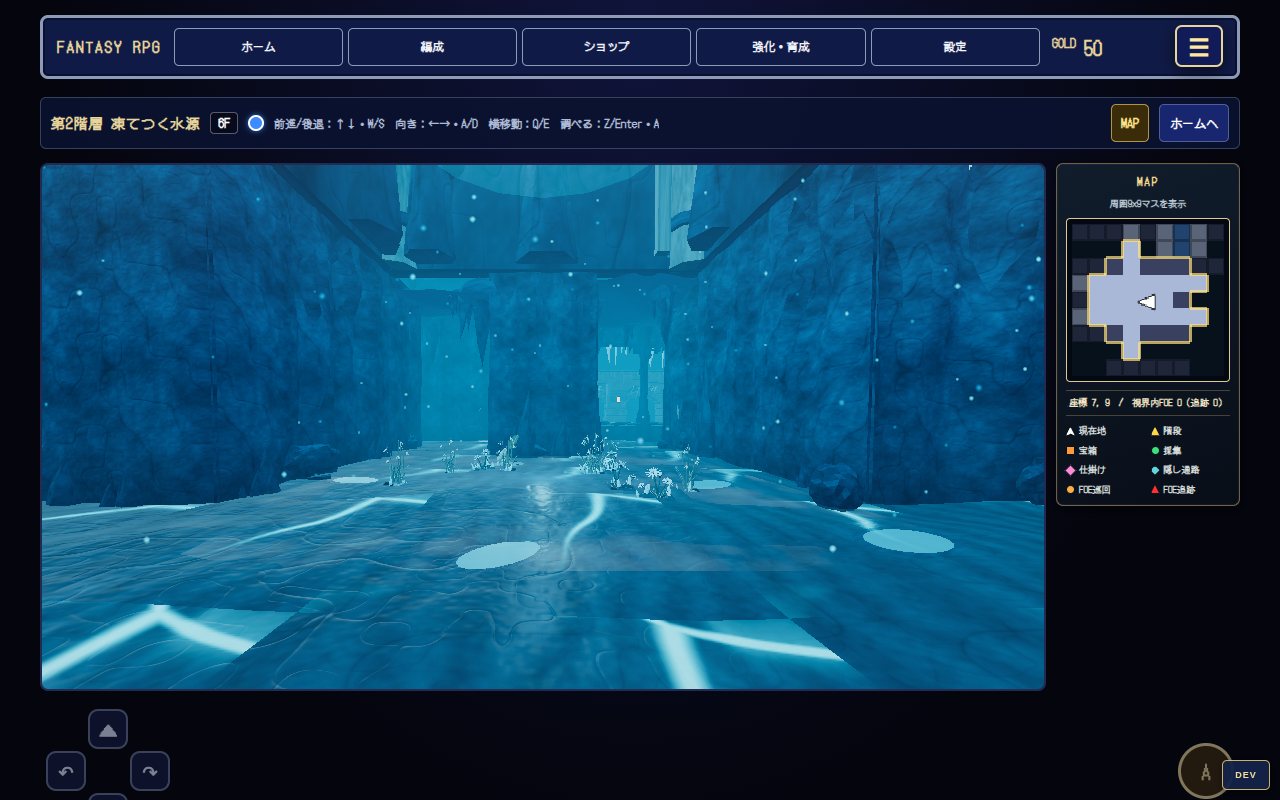 FANTASY RPG ホーム 編成 ショップ 強化・育成 設定 GOLD 50
第2階層 凍てつく水源 6F 前進/後退：↑↓・W/S 向き：←→・A/D 横移動：Q/E 調べる：Z/Enter・A MAP ホームへ
MAP
周囲9x9マスを表示
座標 7, 9 / 視界内FOE 0（追跡 0）
現在地 階段
宝箱 採集
仕掛け 隠し通路
FOE巡回 FOE追跡
A DEV